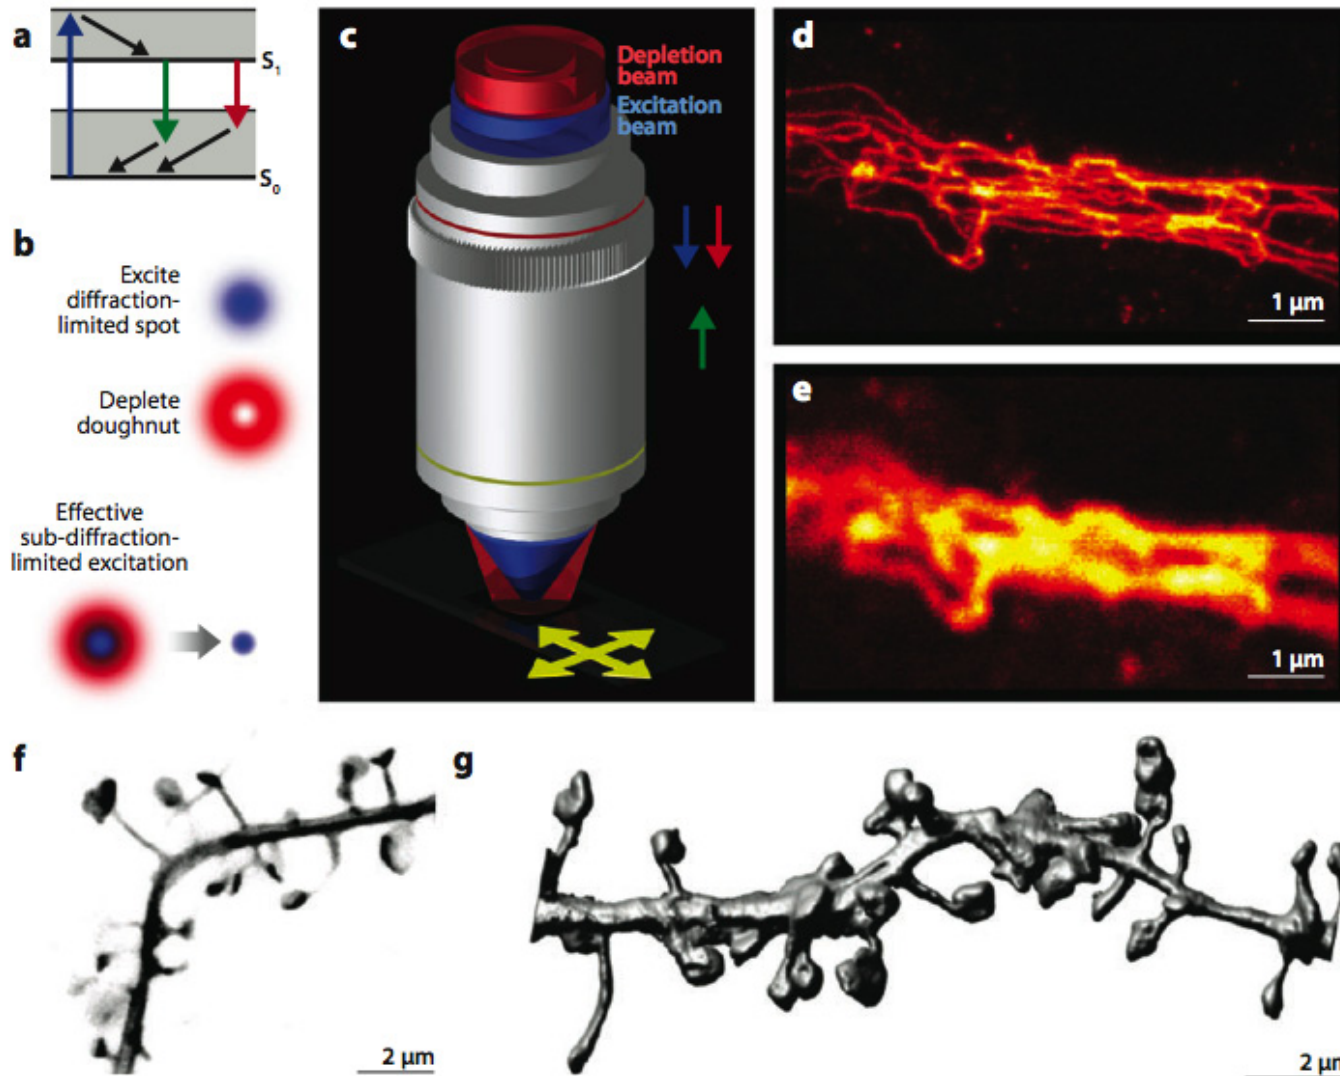 a
S1
S0
b
Excite
diffraction-
limited spot
Deplete
doughnut
Effective
sub-diffraction-
limited excitation
c
Depletion
beam
Excitation
beam
d
1 µm
e
1 µm
f
2 µm
g
2 µm